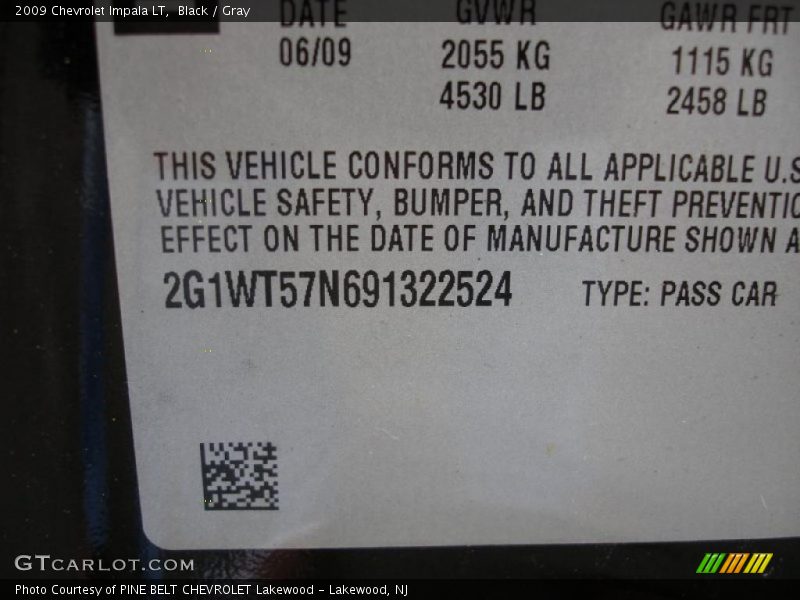 2009 Chevrolet Impala LT, Black / Gray
DATE GVWR GAWR FRT
06/09 2055 KG 1115 KG
4530 LB 2458 LB
THIS VEHICLE CONFORMS TO ALL APPLICABLE U.S
VEHICLE SAFETY, BUMPER, AND THEFT PREVENTIO
EFFECT ON THE DATE OF MANUFACTURE SHOWN A
2G1WT57N691322524 TYPE: PASS CAR
GTCARLOT.COM
Photo Courtesy of PINE BELT CHEVROLET Lakewood - Lakewood, NJ